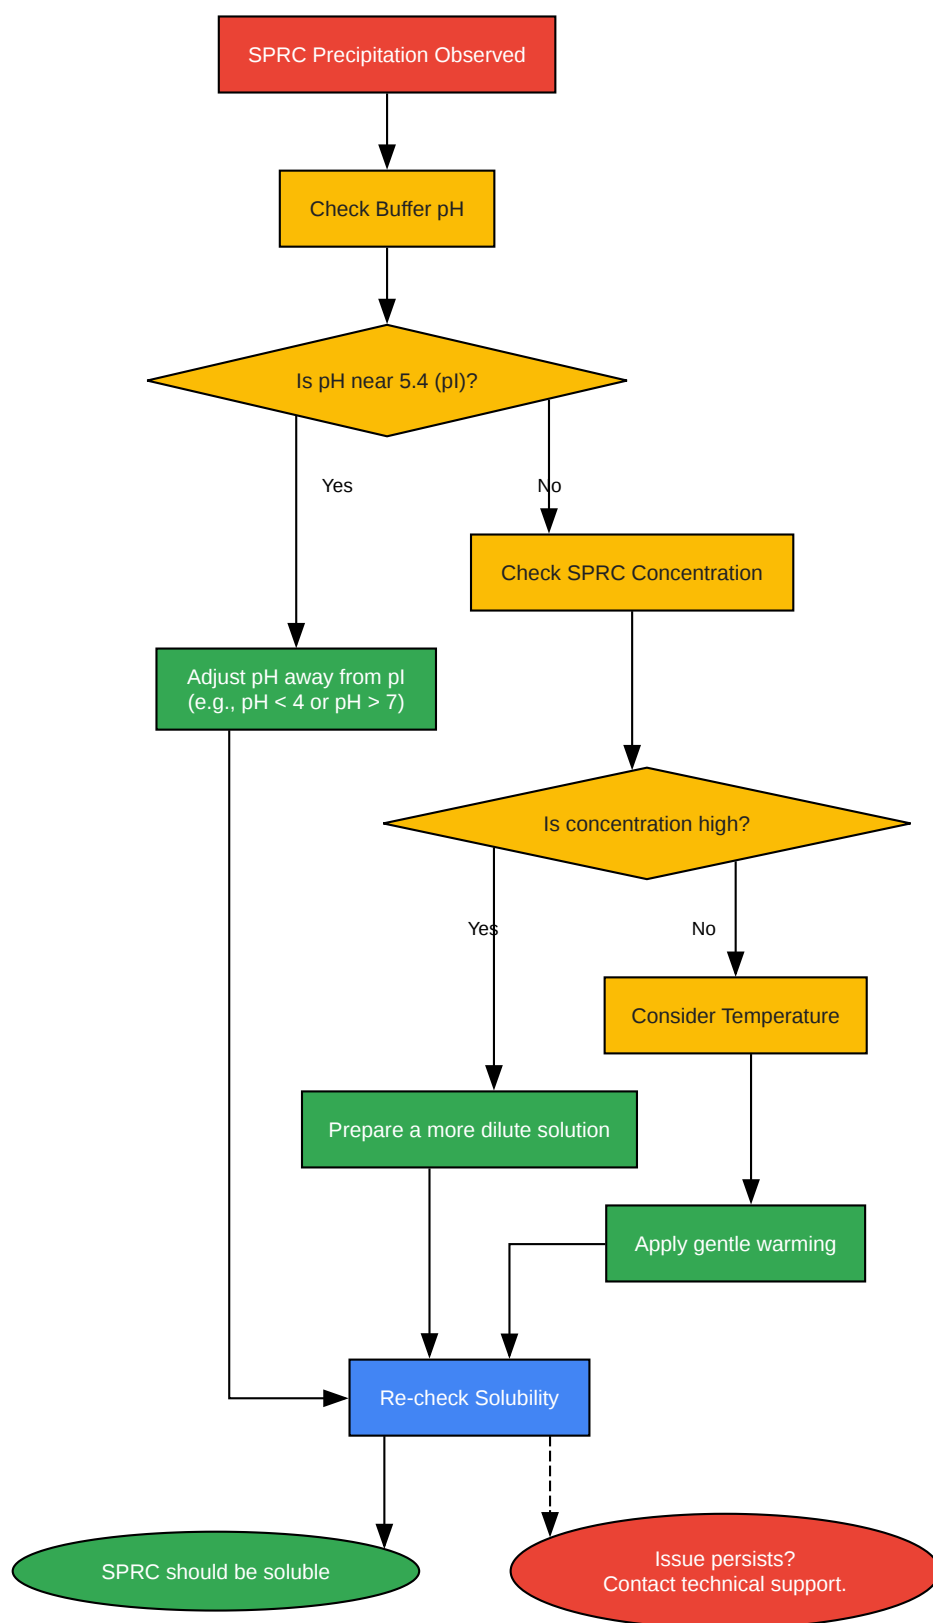 SPRC Precipitation Observed
Check Buffer pH
Is pH near 5.4 (pI)?
Yes
No
Check SPRC Concentration
Adjust pH away from pI
(e.g., pH < 4 or pH > 7)
Is concentration high?
Yes
No
Consider Temperature
Prepare a more dilute solution
Apply gentle warming
Re-check Solubility
SPRC should be soluble
Issue persists?
Contact technical support.